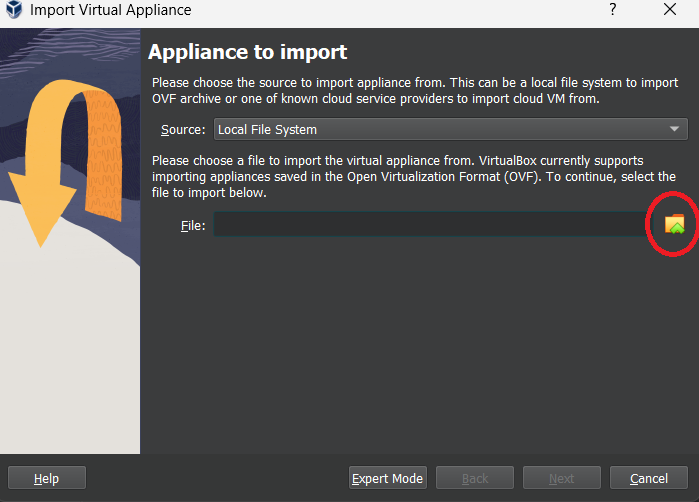 Import Virtual Appliance
?
Appliance to import
Please choose the source to import appliance from. This can be a local file system to import
OVF archive or one of known cloud service providers to import cloud VM from.
Source: Local File System
Please choose a file to import the virtual appliance from. VirtualBox currently supports
importing appliances saved in the Open Virtualization Format (OVF). To continue, select the
file to import below.
File:
Help Expert Mode Back Next Cancel